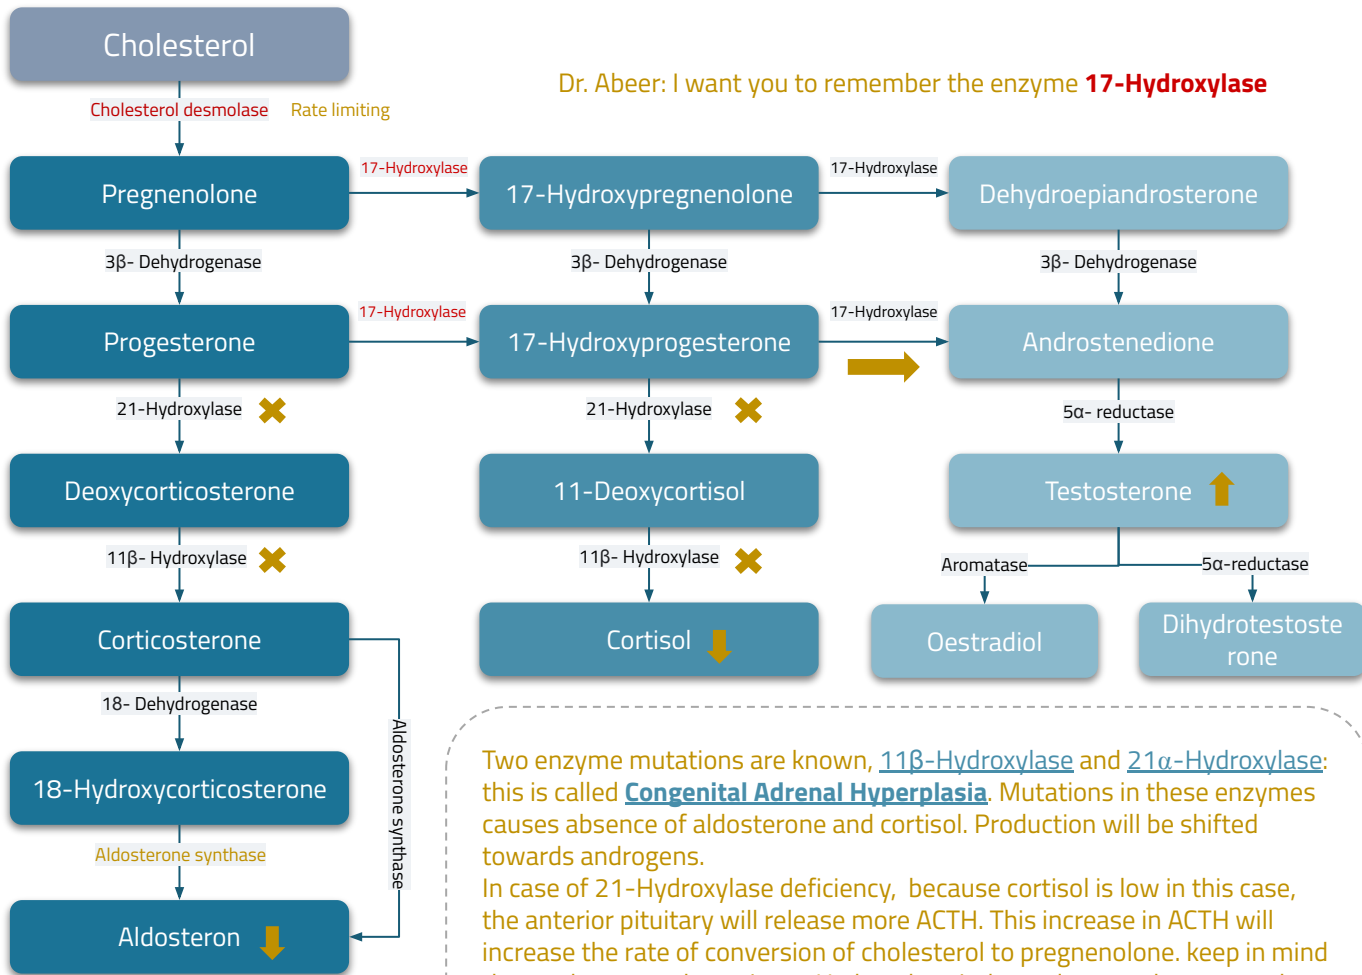 Cholesterol
Dr. Abeer: I want you to remember the enzyme 17-Hydroxylase
Cholesterol desmolase Rate limiting
Pregnenolone
17-Hydroxylase
17-Hydroxypregnenolone
17-Hydroxylase
Dehydroepiandrosterone
3β- Dehydrogenase
3β- Dehydrogenase
3β- Dehydrogenase
Progesterone
17-Hydroxylase
17-Hydroxyprogesterone
17-Hydroxylase
Androstenedione
21-Hydroxylase
21-Hydroxylase
5α- reductase
Deoxycorticosterone
11-Deoxycortisol
Testosterone
11β- Hydroxylase
11β- Hydroxylase
Aromatase
5α-reductase
Corticosterone
Cortisol
Oestradiol
Dihydrotestoste
rone
18- Dehydrogenase
Aldosterone synthase
18-Hydroxycorticosterone
Aldosterone synthase
Aldosteron
Two enzyme mutations are known, 11β-Hydroxylase and 21α-Hydroxylase:
this is called Congenital Adrenal Hyperplasia. Mutations in these enzymes
causes absence of aldosterone and cortisol. Production will be shifted
towards androgens.
In case of 21-Hydroxylase deficiency, because cortisol is low in this case,
the anterior pituitary will release more ACTH. This increase in ACTH will
increase the rate of conversion of cholesterol to pregnenolone. keep in mind